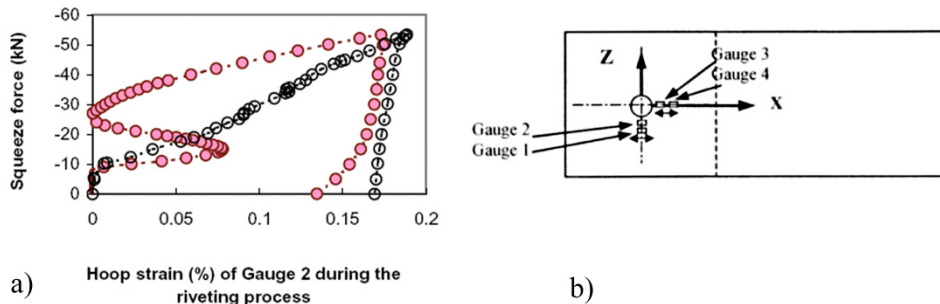 -60
-50
-40
-30
-20
-10
0
Squeeze force (kN)
0 0.05 0.1 0.15 0.2
Hoop strain (%) of Gauge 2 during the
riveting process
a)
Z
Gauge 3
Gauge 4
X
Gauge 2
Gauge 1
b)